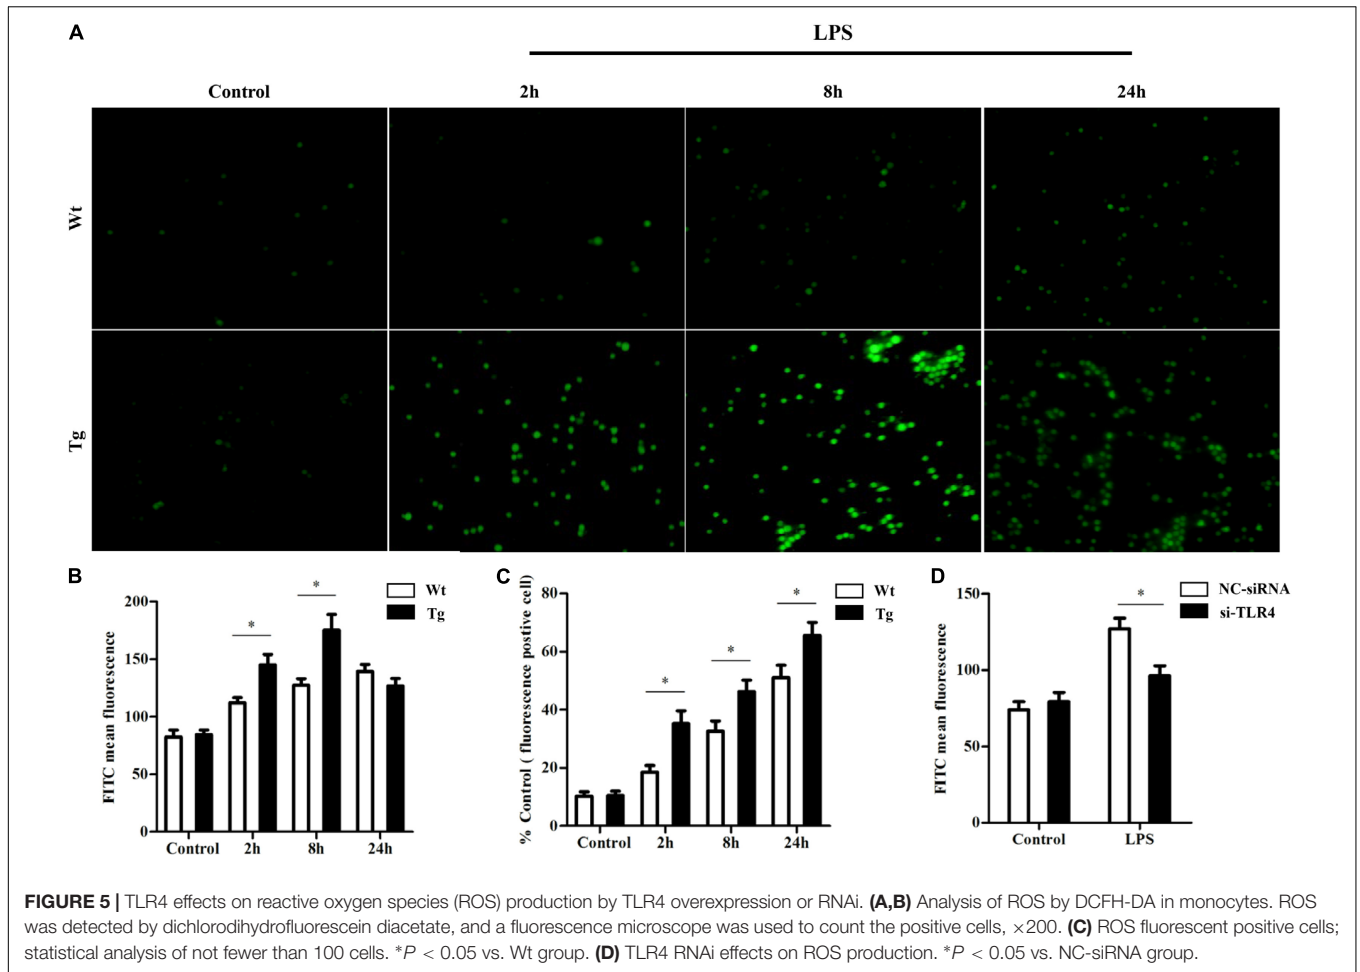 A
LPS
Control 2h 8h 24h
Wt
Tg
B
Wt
Tg
FITC mean fluorescence
200
150
100
50
0
Control 2h 8h 24h
*
*
C
Wt
Tg
% Control ( fluorescence postive cell)
80
60
40
20
0
Control 2h 8h 24h
*
*
*
D
NC-siRNA
si-TLR4
FITC mean fluorescence
150
100
50
0
Control LPS
*
FIGURE 5 | TLR4 effects on reactive oxygen species (ROS) production by TLR4 overexpression or RNAi. (A,B) Analysis of ROS by DCFH-DA in monocytes. ROS
was detected by dichlorodihydrofluorescein diacetate, and a fluorescence microscope was used to count the positive cells, ×200. (C) ROS fluorescent positive cells;
statistical analysis of not fewer than 100 cells. *P < 0.05 vs. Wt group. (D) TLR4 RNAi effects on ROS production. *P < 0.05 vs. NC-siRNA group.